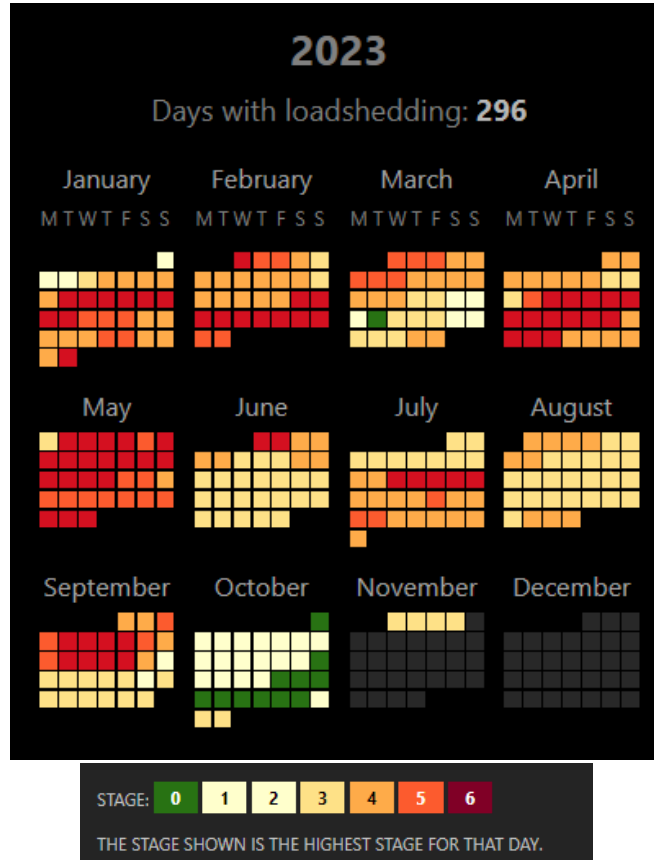 2023
Days with loadshedding: 296
January February March April
M T W T F S S M T W T F S S M T W T F S S M T W T F S S
May June July August
September October November December
STAGE: 0 1 2 3 4 5 6
THE STAGE SHOWN IS THE HIGHEST STAGE FOR THAT DAY.